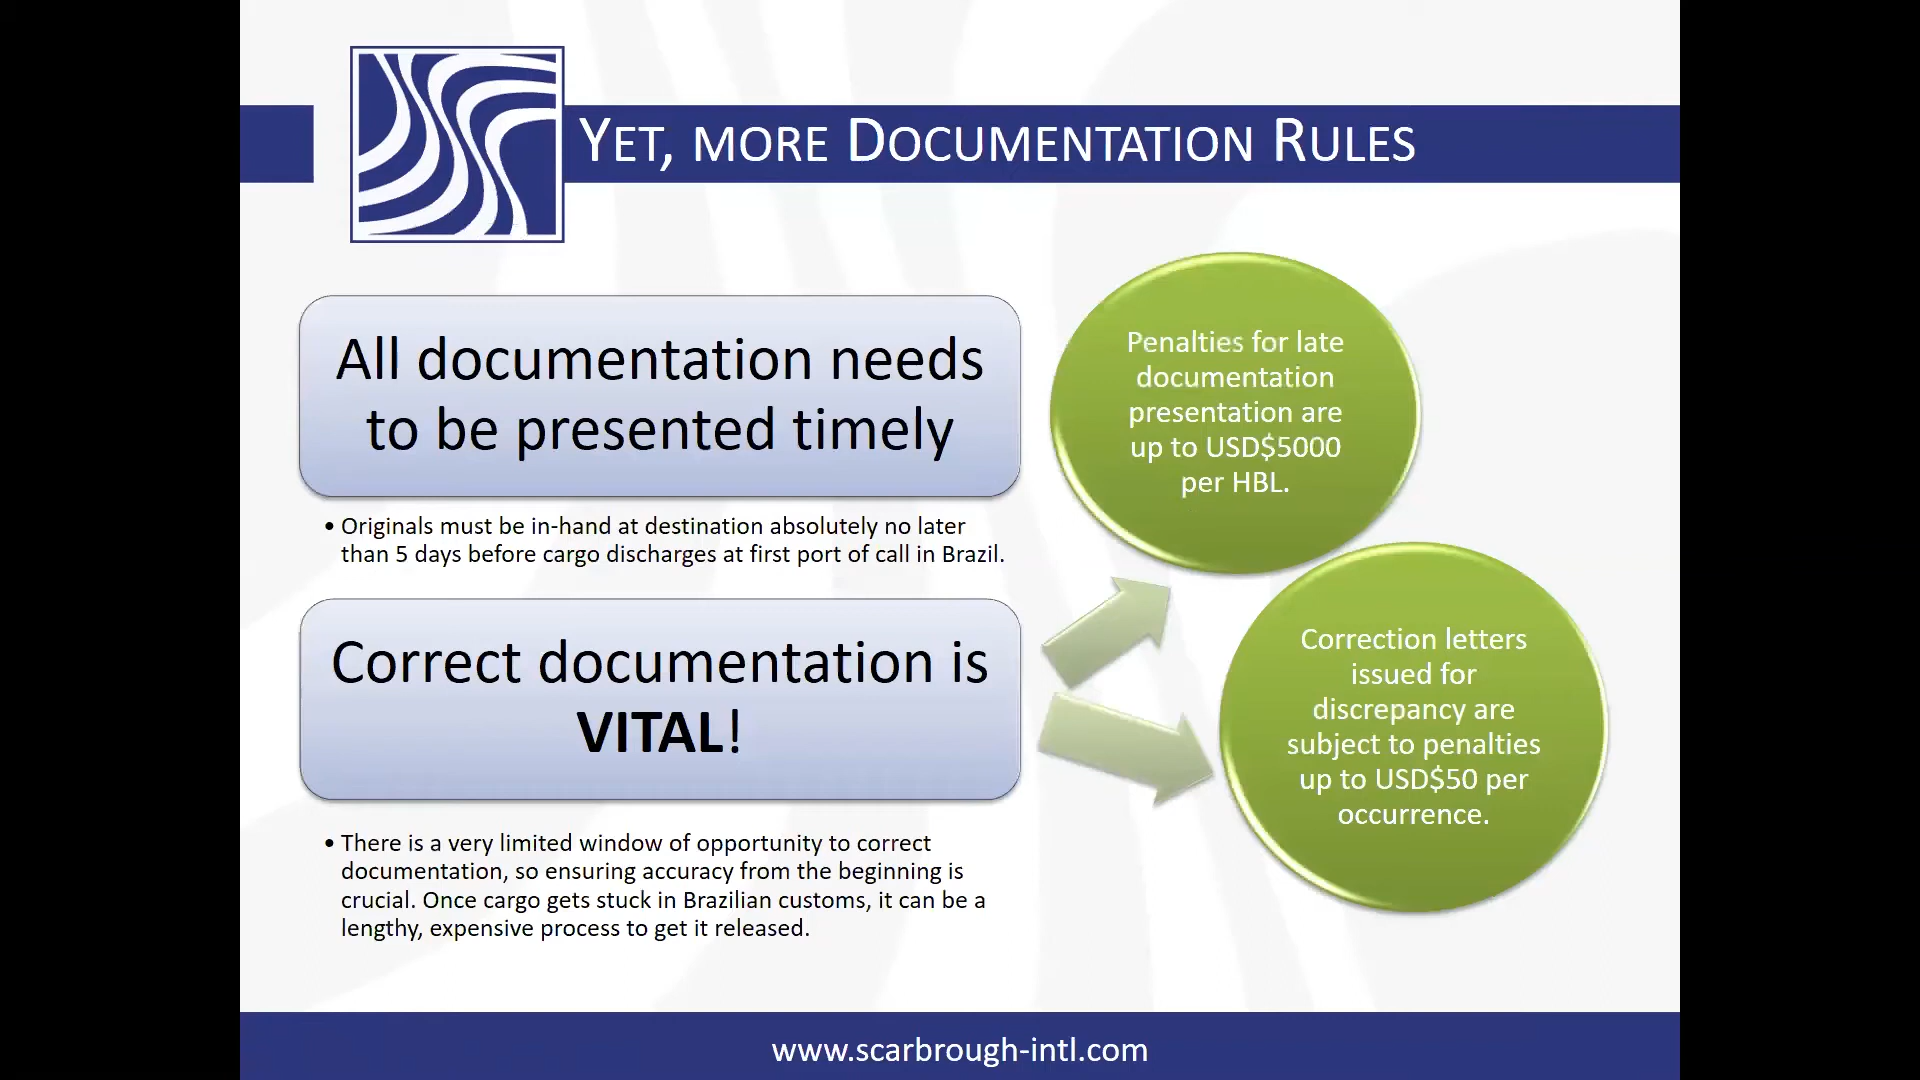 YET, MORE DOCUMENTATION RULES
All documentation needs
to be presented timely
• Originals must be in-hand at destination absolutely no later
than 5 days before cargo discharges at first port of call in Brazil.
Correct documentation is
VITAL!
• There is a very limited window of opportunity to correct
documentation, so ensuring accuracy from the beginning is
crucial. Once cargo gets stuck in Brazilian customs, it can be a
lengthy, expensive process to get it released.
Penalties for late
documentation
presentation are
up to USD$5000
per HBL.
Correction letters
issued for
discrepancy are
subject to penalties
up to USD$50 per
occurrence.
www.scarbrough-intl.com